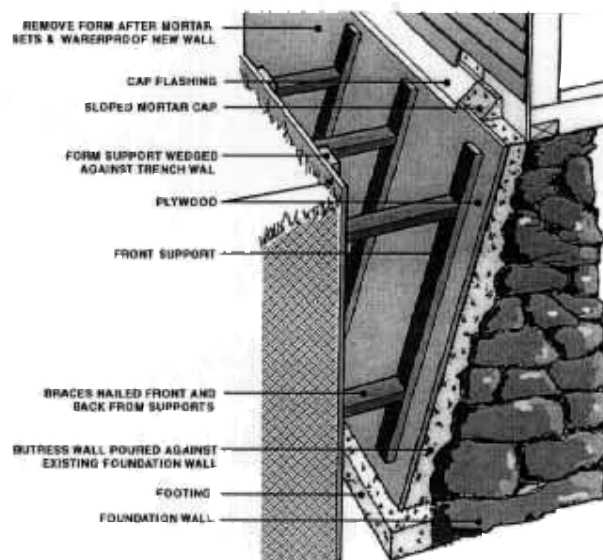 REMOVE FORM AFTER MORTAR
SETS & WARERPROOF NEW WALL
CAP FLASHING
SLOPED MORTAR CAP
FORM SUPPORT WEDGED
AGAINST TRENCH WAL
PLYWOOD
FRONT SUPPORT
BRACES NAILED FRONT AND
BACK FROM SUPPORTS
BUTRESS WALL POURED AGAINST
EXISTING FOUNDATION WALL
FOOTING
FOUNDATION WALL